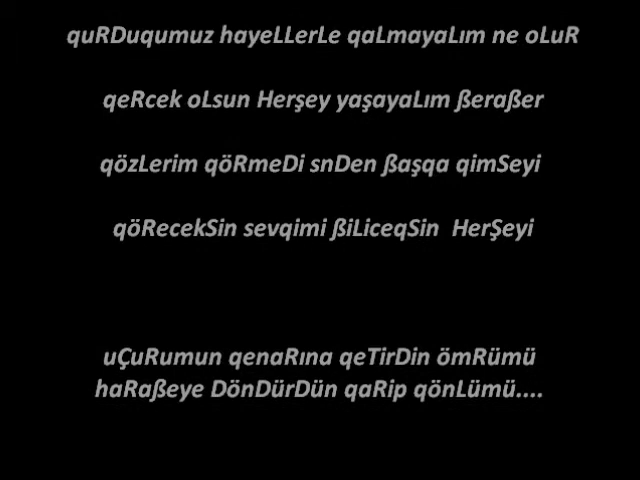 quRDuqumuz hayeLLerLe qaLmayaLım ne oLuR
qeRcek oLsun Herşey yaşayaLım ßeraßer
qözLerim qöRmeDi snDen ßaşqa qimSeyi
qöRecekSin sevqimi ßiLiceqSin HerŞeyi
uÇuRumun qenaRına qeTirDin ömRümü
haRaßeye DönDürDün qaRip qönLümü....